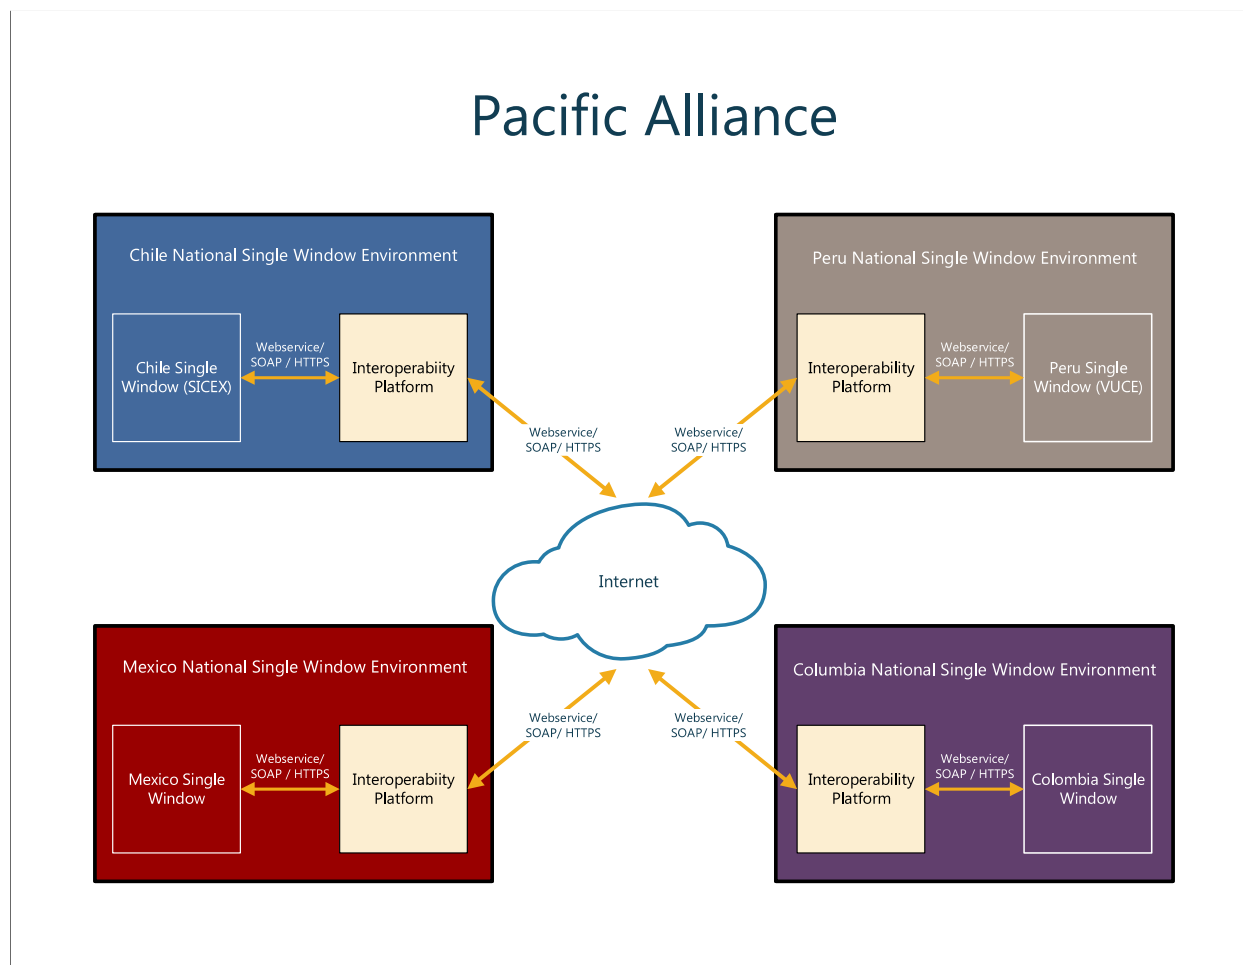 Pacific Alliance
Chile National Single Window Environment
Chile Single
Window (SICEX)
Webservice/
SOAP / HTTPS
Interoperabiity
Platform
Peru National Single Window Environment
Interoperability
Platform
Webservice/
SOAP / HTTPS
Peru Single
Window (VUCE)
Webservice/
SOAP/ HTTPS
Webservice/
SOAP/ HTTPS
Internet
Mexico National Single Window Environment
Mexico Single
Window
Webservice/
SOAP / HTTPS
Interoperabiity
Platform
Webservice/
SOAP/ HTTPS
Webservice/
SOAP/ HTTPS
Columbia National Single Window Environment
Interoperability
Platform
Webservice/
SOAP / HTTPS
Colombia Single
Window